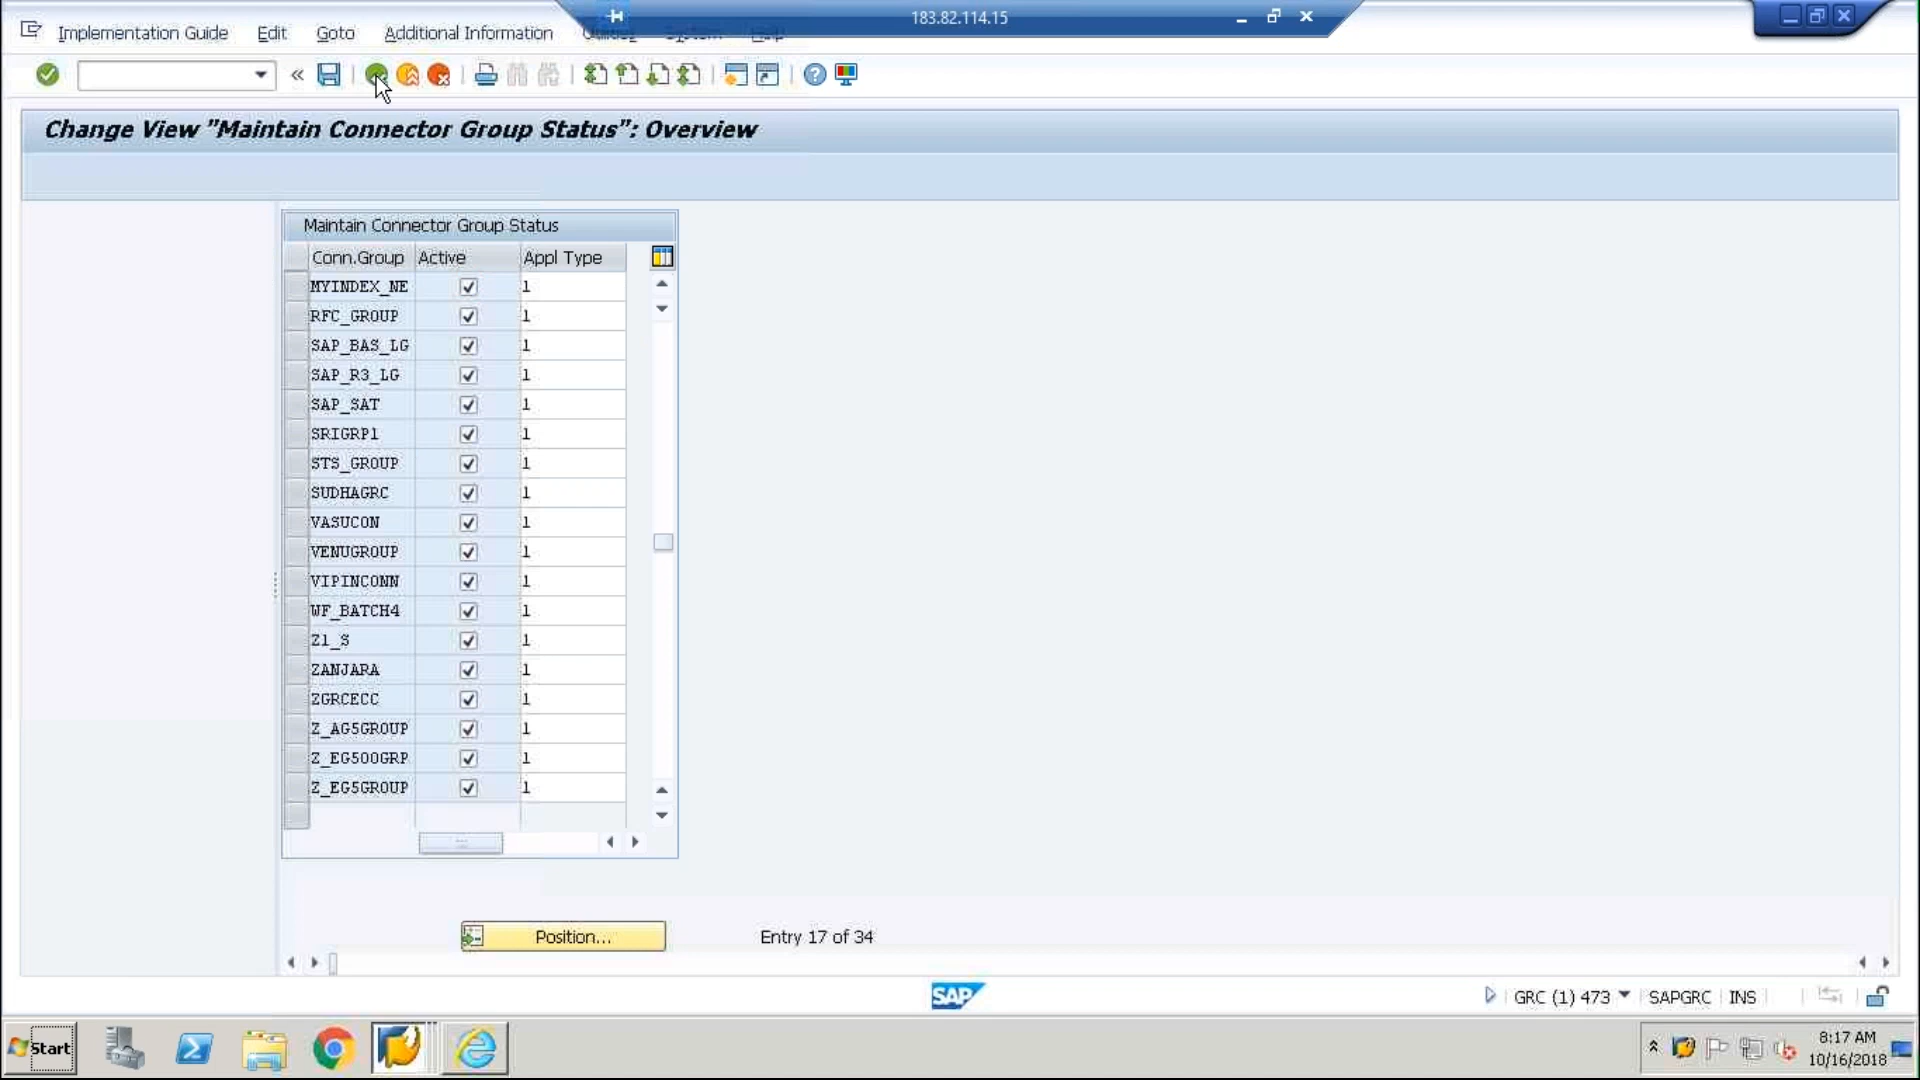 183.82.114.15
Implementation Guide Edit Goto Additional Information
Change View "Maintain Connector Group Status": Overview
Maintain Connector Group Status
Conn.Group Active Appl Type
MYINDEX_NE 1
RFC_GROUP 1
SAP_BAS_LG 1
SAP_R3_LG 1
SAP_SAT 1
SRIGRP1 1
STS_GROUP 1
SUDHAGRC 1
VASUCON 1
VENUGROUP 1
VIPINCONN 1
WF_BATCH4 1
Z1_S 1
ZANJARA 1
ZGRCECC 1
Z_AG5GROUP 1
Z_EG500GRP 1
Z_EG5GROUP 1
Position... Entry 17 of 34
SAP GRC (1) 473 SAPGRC INS
Start 8:17 AM
10/16/2018